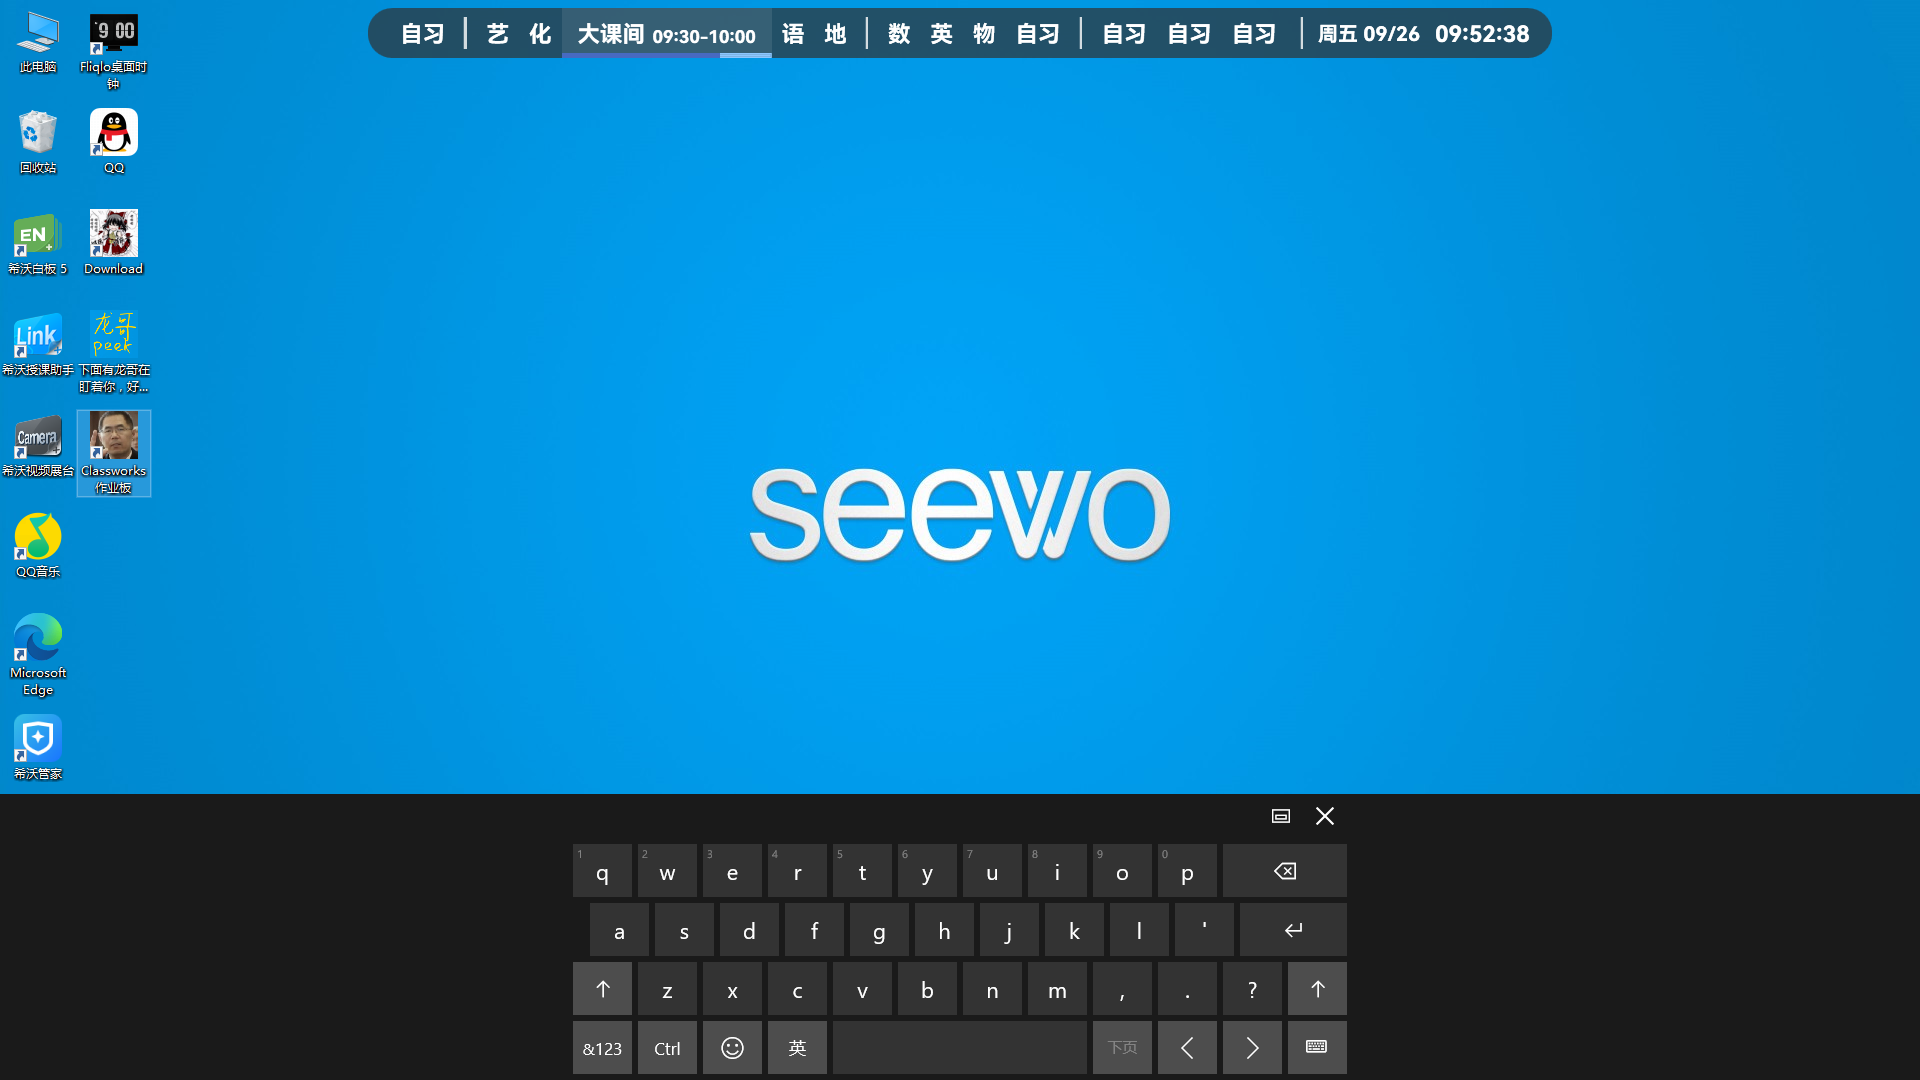 自习 | 艺 化 大课间 09:30-10:00 语 地 | 数 英 物 自习 | 自习 自习 自习 | 周五 09/26 09:52:38
此电脑
9 00
Fliqlo桌面时
钟
回收站
QQ
EN
希沃白板 5
Download
Link
希沃授课助手
龙哥
peek
下面有龙哥在
盯着你，好...
Camera
希沃视频展台
Classworks
作业板
QQ音乐
Microsoft
Edge
希沃管家
seewo
1 2 3 4 5 6 7 8 9 0
q w e r t y u i o p
a s d f g h j k l '
z x c v b n m , . ?
&123 Ctrl 英 下页